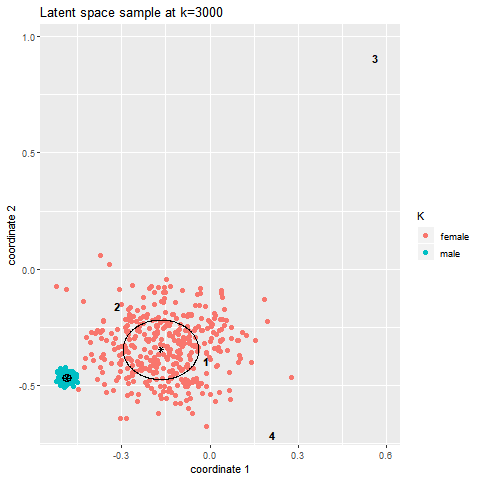 Latent space sample at k=3000
1.0
0.5
0.0
-0.5
coordinate 2
3
2
1
4
-0.3
0.0
0.3
0.6
coordinate 1
K
female
male